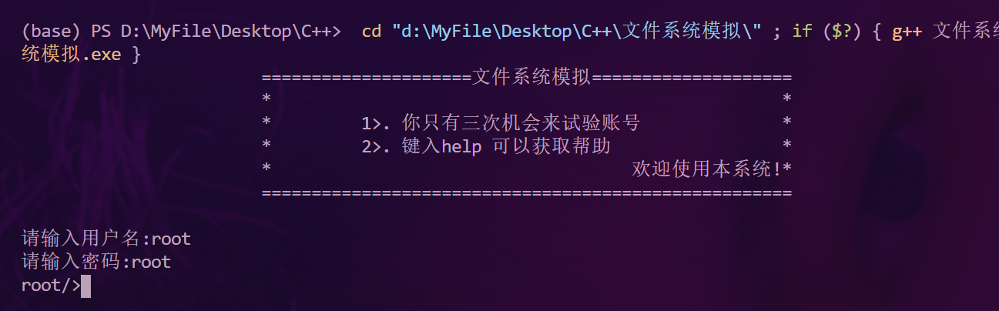 (base) PS D:\MyFile\Desktop\C++>  cd "d:\MyFile\Desktop\C++\文件系统模拟\" ; if ($?) { g++ 文件系
统模拟.exe }
=====================文件系统模拟====================
* *
* 1>. 你只有三次机会来试验账号 *
* 2>. 键入help 可以获取帮助 *
* 欢迎使用本系统!*
=====================================================
请输入用户名:root
请输入密码:root
root/>